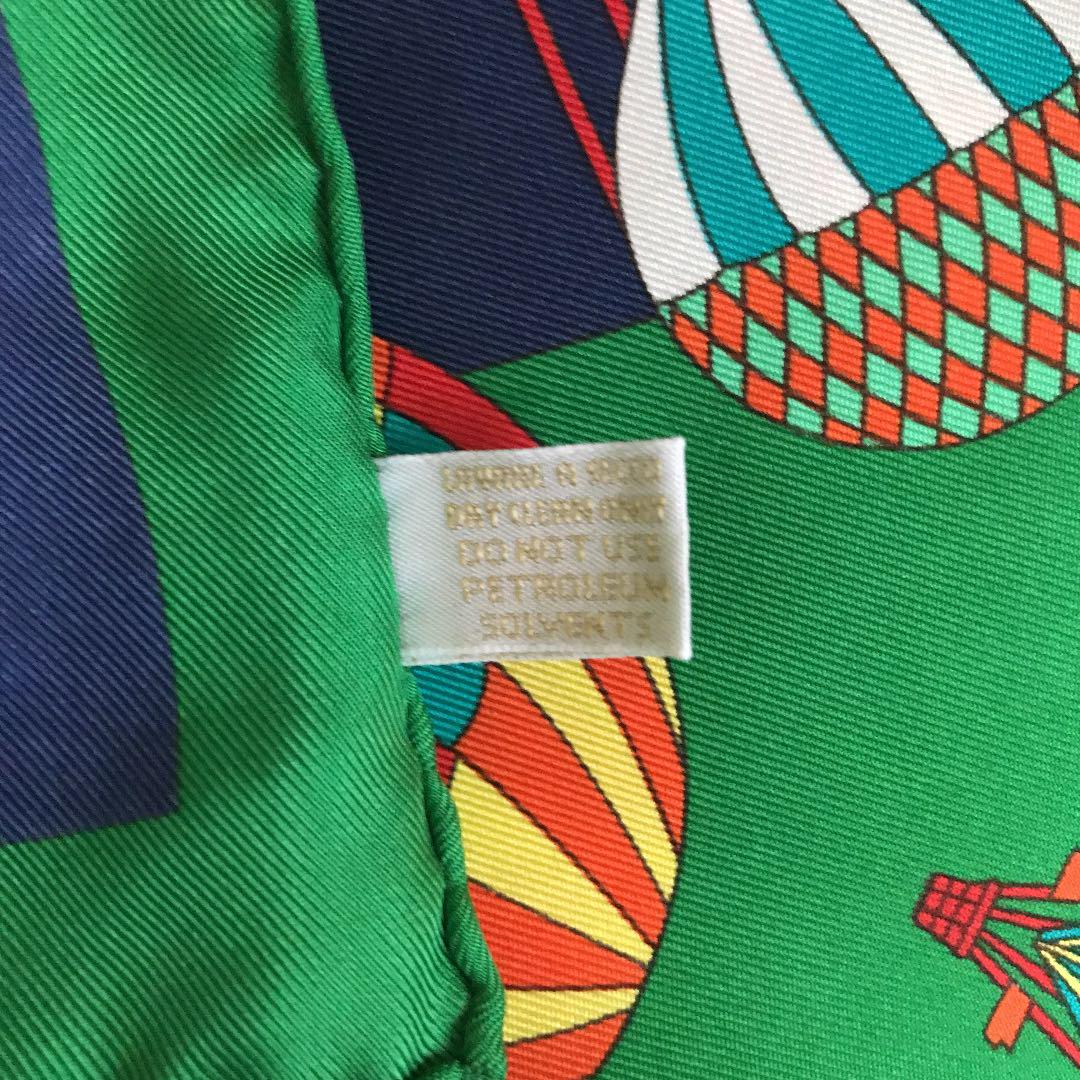 DRY CLEAN ONLY
DO NOT USE
PETROLEUM
SOLVENTS